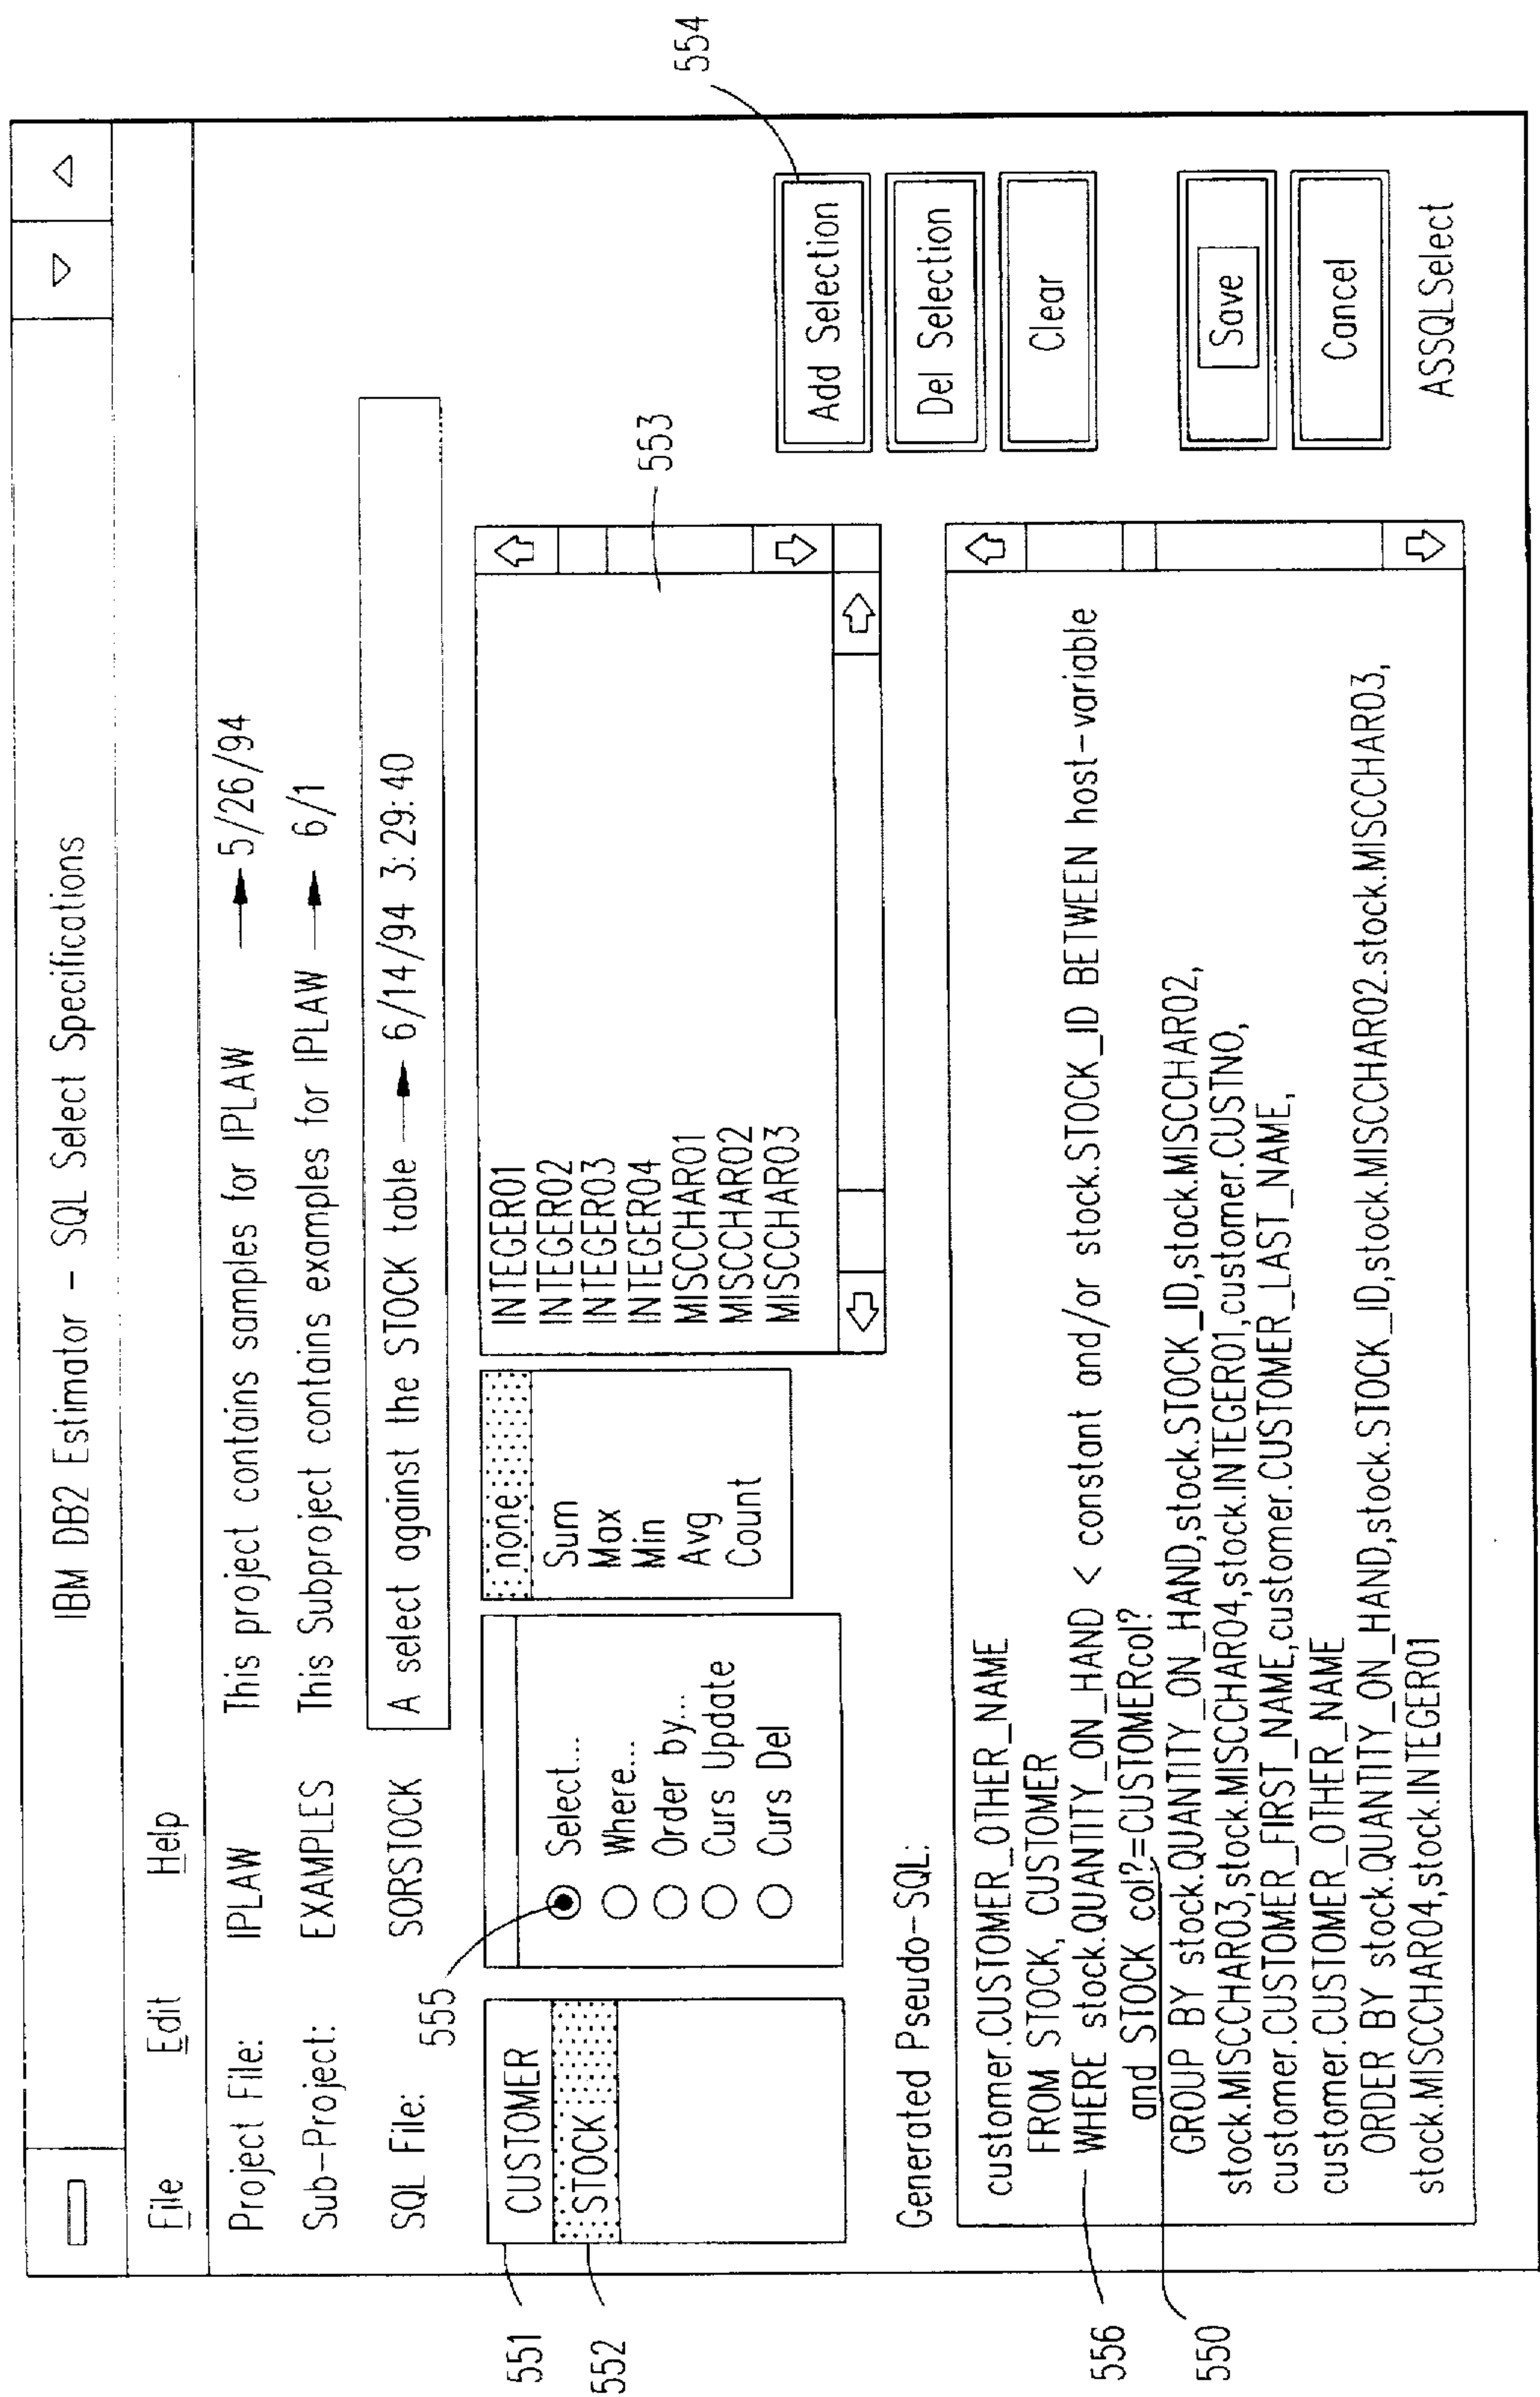 IBM DB2 Estimator – SQL Select Specifications
File Edit Help
Project File: IPLAW This project contains samples for IPLAW → 5/26/94
Sub–Project: EXAMPLES This Subproject contains examples for IPLAW → 6/1
SQL File: SORSTOCK A select against the STOCK table → 6/14/94 3:29:40
555
551
CUSTOMER
552
STOCK
Select...
Where...
Order by...
Curs Update
Curs Del
none
Sum
Max
Min
Avg
Count
INTEGER01
INTEGER02
INTEGER03
INTEGER04
MISCCHAR01
MISCCHAR02
MISCCHAR03
553
554
Add Selection
Del Selection
Clear
Save
Cancel
ASSQLSelect
Generated Pseudo–SQL:
customer.CUSTOMER_OTHER_NAME
FROM STOCK, CUSTOMER
556
WHERE stock.QUANTITY_ON_HAND < constant and/or stock.STOCK_ID BETWEEN host–variable
and STOCK col?=CUSTOMERcol?
550
GROUP BY stock.QUANTITY_ON_HAND,stock.STOCK_ID,stock.MISCCHAR02,
stock.MISCCHAR03,stock.MISCCHAR04,stock.INTEGER01,customer.CUSTNO,
customer.CUSTOMER_FIRST_NAME,customer.CUSTOMER_LAST_NAME,
customer.CUSTOMER_OTHER_NAME
ORDER BY stock.QUANTITY_ON_HAND,stock.STOCK_ID,stock.MISCCHAR02.stock.MISCCHAR03,
stock.MISCCHAR04,stock.INTEGER01